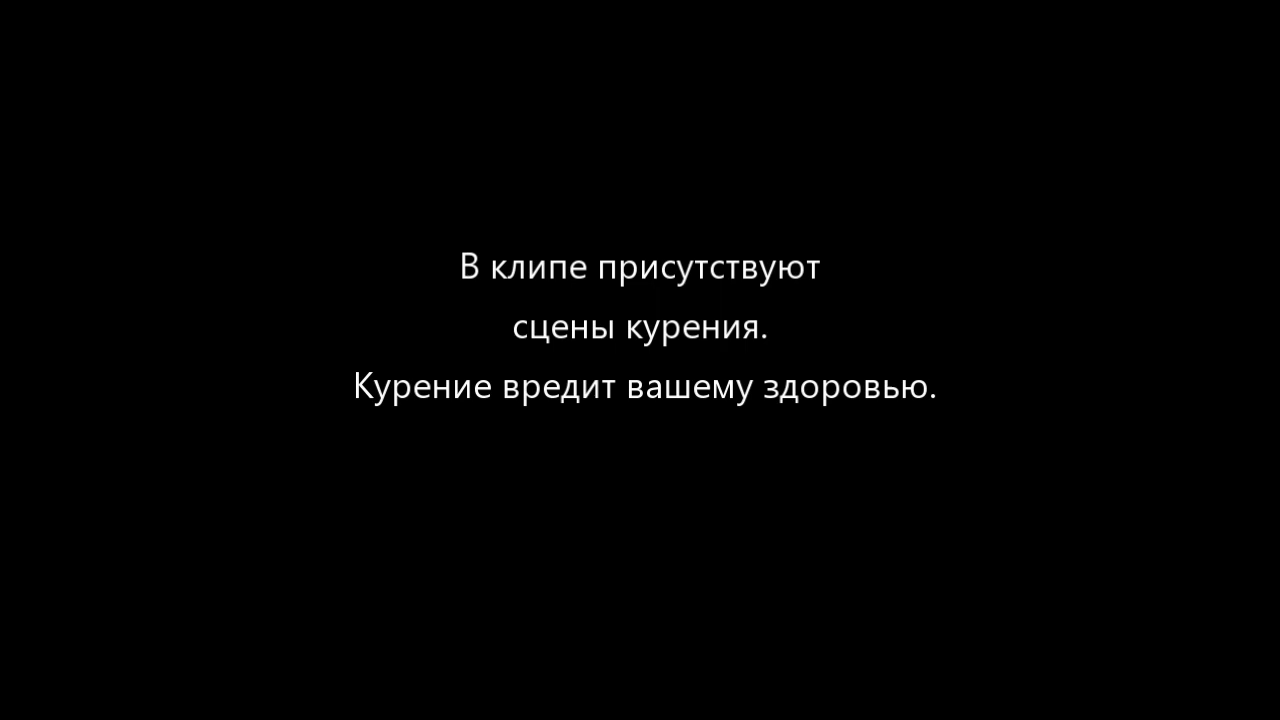 В клипе присутствуют
сцены курения.
Курение вредит вашему здоровью.